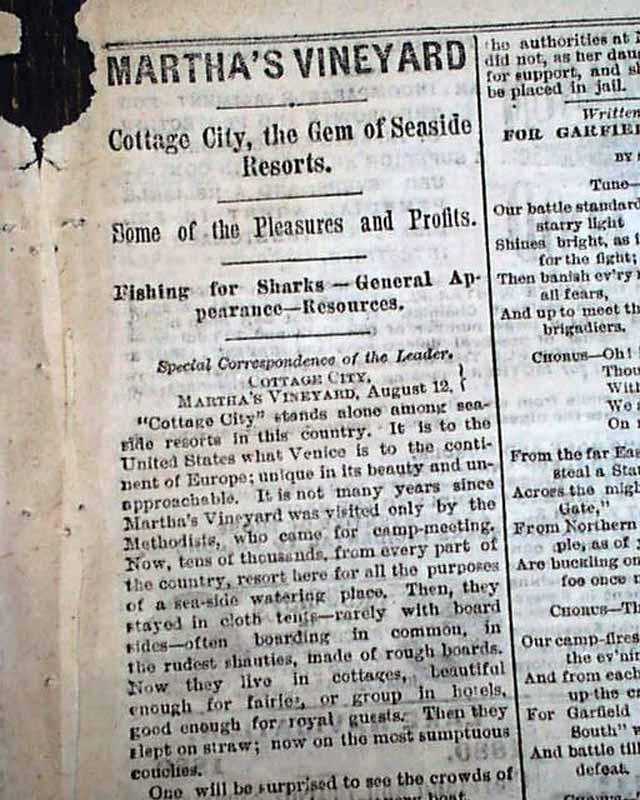 MARTHA'S VINEYARD
Cottage City, the Gem of Seaside
Resorts.
Some of the Pleasures and Profits.
Fishing for Sharks—General Ap-
pearance—Resources.
Special Correspondence of the Leader.
COTTAGE CITY,
MARTHA'S VINEYARD, August 12. }
"Cottage City" stands alone among sea-
side resorts in this country. It is to the
United States what Venice is to the conti-
nent of Europe; unique in its beauty and un-
approachable. It is not many years since
Martha's Vineyard was visited only by the
Methodists, who came for camp-meeting.
Now, tens of thousands, from every part of
the country, resort here for all the purposes
of a sea-side watering place. Then, they
stayed in cloth tents—rarely with board
sides—often boarding in common, in
the rudest shanties, made of rough boards.
Now they live in cottages, beautiful
enough for fairies, or group in hotels,
good enough for royal guests. Then they
slept on straw; now on the most sumptuous
couches.
One will be surprised to see the crowds of
boat.
the authorities at
did not, as her dau
for support, and sh
be placed in jail.
Written
FOR GARFIE
BY
Tune—
Our battle standard
starry light
Shines bright, as i
for the fight;
Then banish ev'ry
all fears,
And up to meet th
brigadiers.
CHORUS—Oh!
Thou
With
We s
On
From the far Eas
steal a Stat
Across the migh
Gate,"
From Northern
ple, as of
Are buckling on
foe once
CHORUS—Th
Our camp-fires
the ev'nin
And from each
up the
For Garfield
South" w
And battle till
defeat.